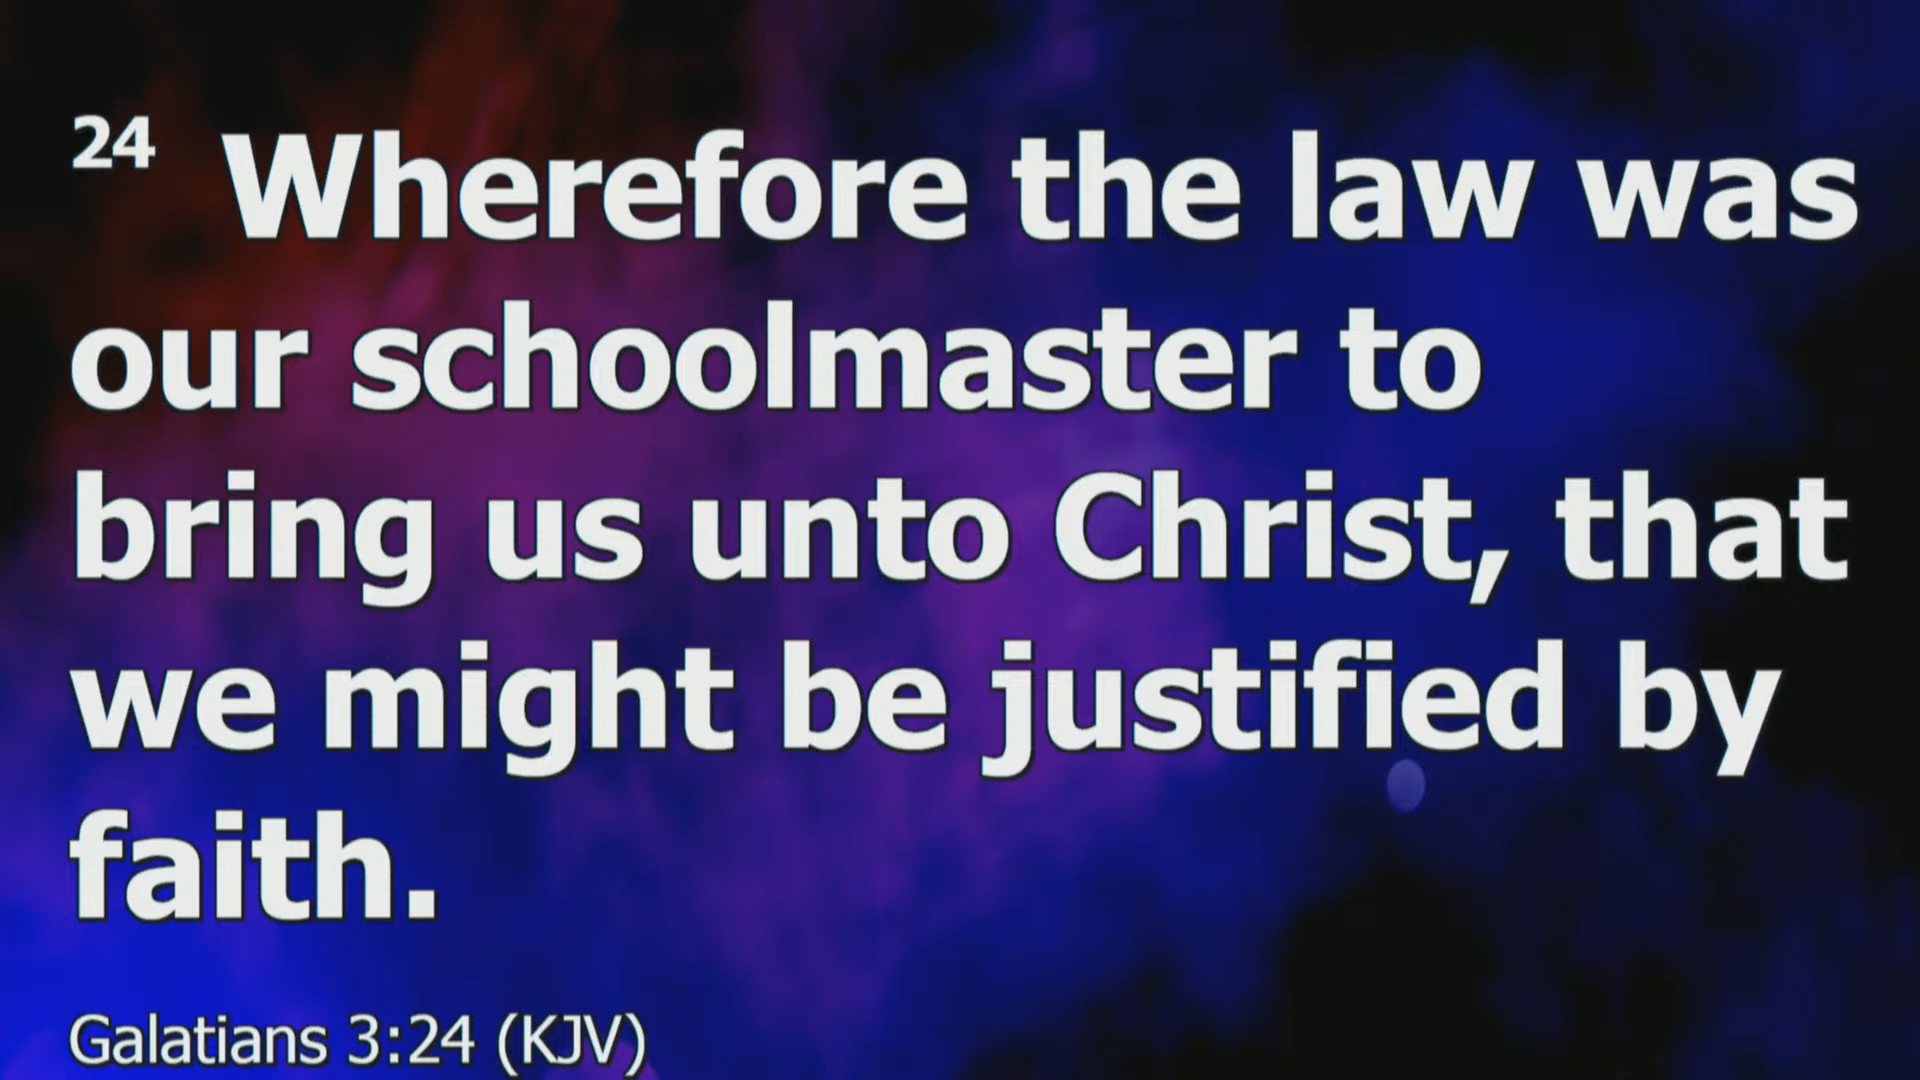 24 Wherefore the law was
our schoolmaster to
bring us unto Christ, that
we might be justified by
faith.
Galatians 3:24 (KJV)